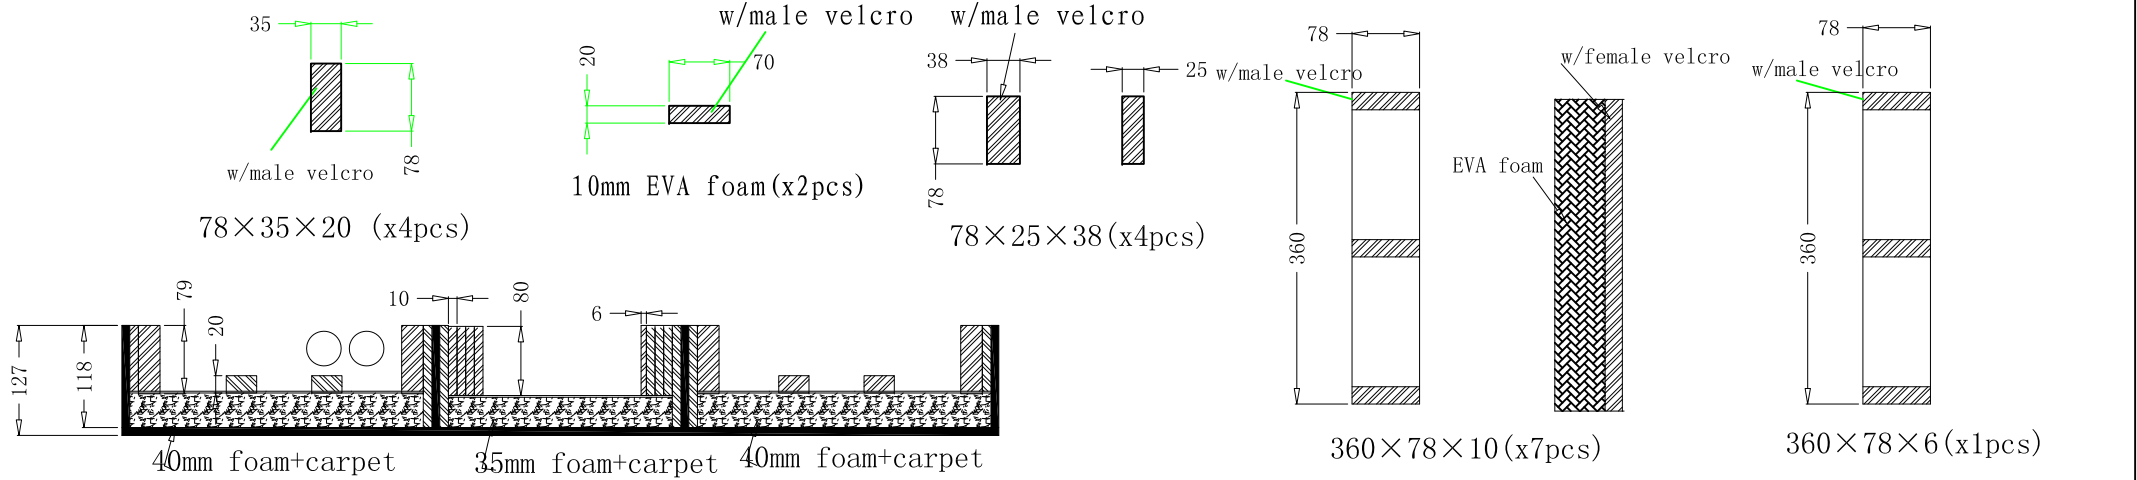 35
78
w/male velcro
78×35×20 (x4pcs)
w/male velcro
20
70
10mm EVA foam(x2pcs)
w/male velcro
38
25
78
78×25×38(x4pcs)
78
w/male velcro
360
w/female velcro
EVA foam
360×78×10(x7pcs)
78
w/male velcro
360
360×78×6(x1pcs)
127
118
79
20
10
80
6
40mm foam+carpet
35mm foam+carpet
40mm foam+carpet